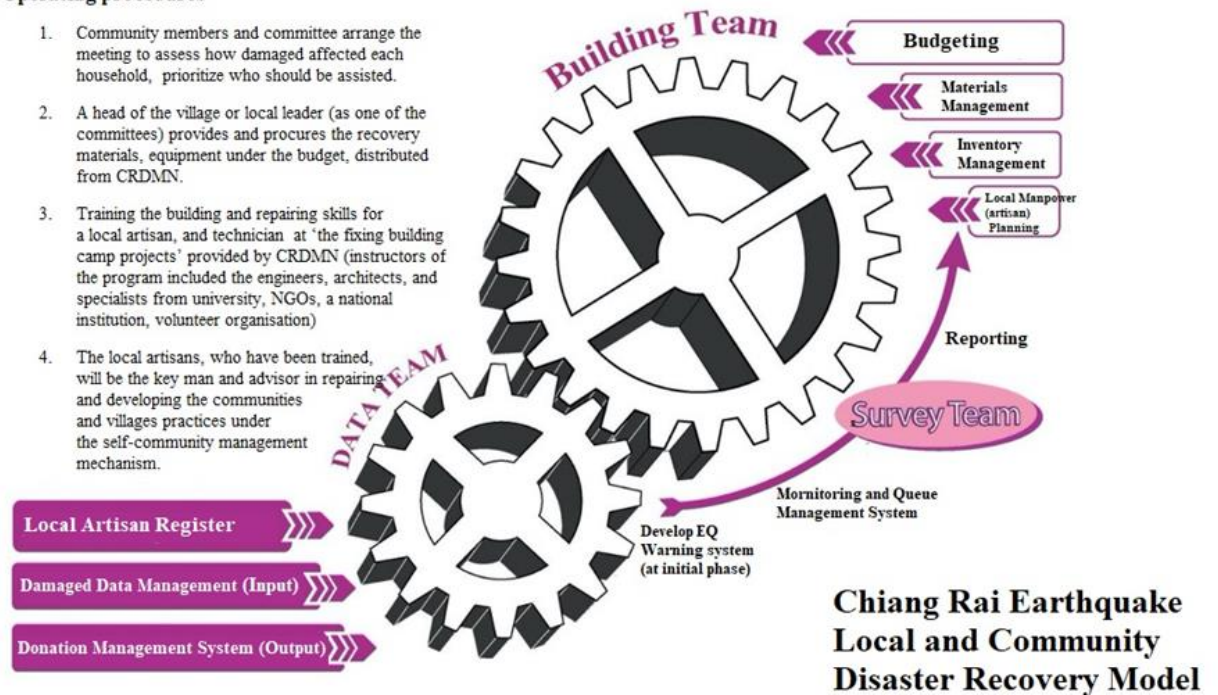 1. Community members and committee arrange the
meeting to assess how damaged affected each
household, prioritize who should be assisted.
2. A head of the village or local leader (as one of the
committees) provides and procures the recovery
materials, equipment under the budget, distributed
from CRDMN.
3. Training the building and repairing skills for
a local artisan, and technician at ‘the fixing building
camp projects’ provided by CRDMN (instructors of
the program included the engineers, architects, and
specialists from university, NGOs, a national
institution, volunteer organisation)
4. The local artisans, who have been trained,
will be the key man and advisor in repairing
and developing the communities
and villages practices under
the self-community management
mechanism.
Building Team
Budgeting
Materials
Management
Inventory
Management
Local Manpower
(artisan)
Planning
Reporting
Survey Team
Mornitoring and Queue
Management System
DATA TEAM
Develop EQ
Warning system
(at initial phase)
Local Artisan Register
Damaged Data Management (Input)
Donation Management System (Output)
Chiang Rai Earthquake
Local and Community
Disaster Recovery Model